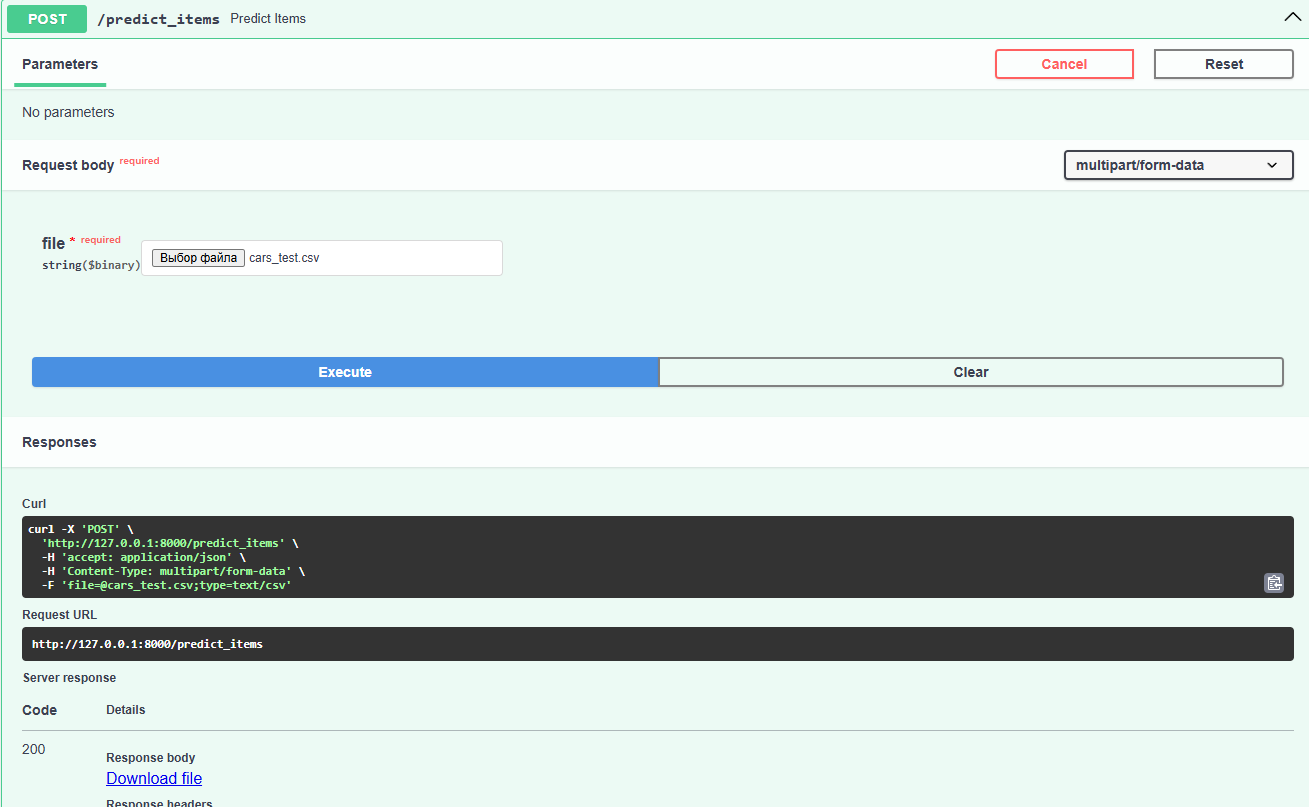 POST /predict_items Predict Items
Parameters
Cancel
Reset
No parameters
Request body required
multipart/form-data
file * required
string($binary)
Выбор файла cars_test.csv
Execute
Clear
Responses
Curl
curl -X 'POST' \
'http://127.0.0.1:8000/predict_items' \
-H 'accept: application/json' \
-H 'Content-Type: multipart/form-data' \
-F 'file=@cars_test.csv;type=text/csv'
Request URL
http://127.0.0.1:8000/predict_items
Server response
Code Details
200
Response body
Download file
Response headers